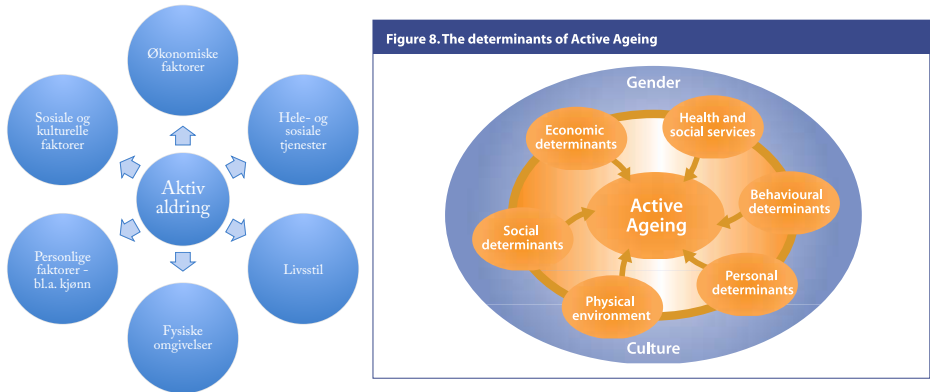 Økonomiske
faktorer
Hele- og
sosiale
tjenester
Livsstil
Fysiske
omgivelser
Personlige
faktorer -
bl.a. kjønn
Sosiale og
kulturelle
faktorer
Aktiv
aldring
Figure 8. The determinants of Active Ageing
Gender
Economic
determinants
Health and
social services
Behavioural
determinants
Personal
determinants
Physical
environment
Social
determinants
Active
Ageing
Culture